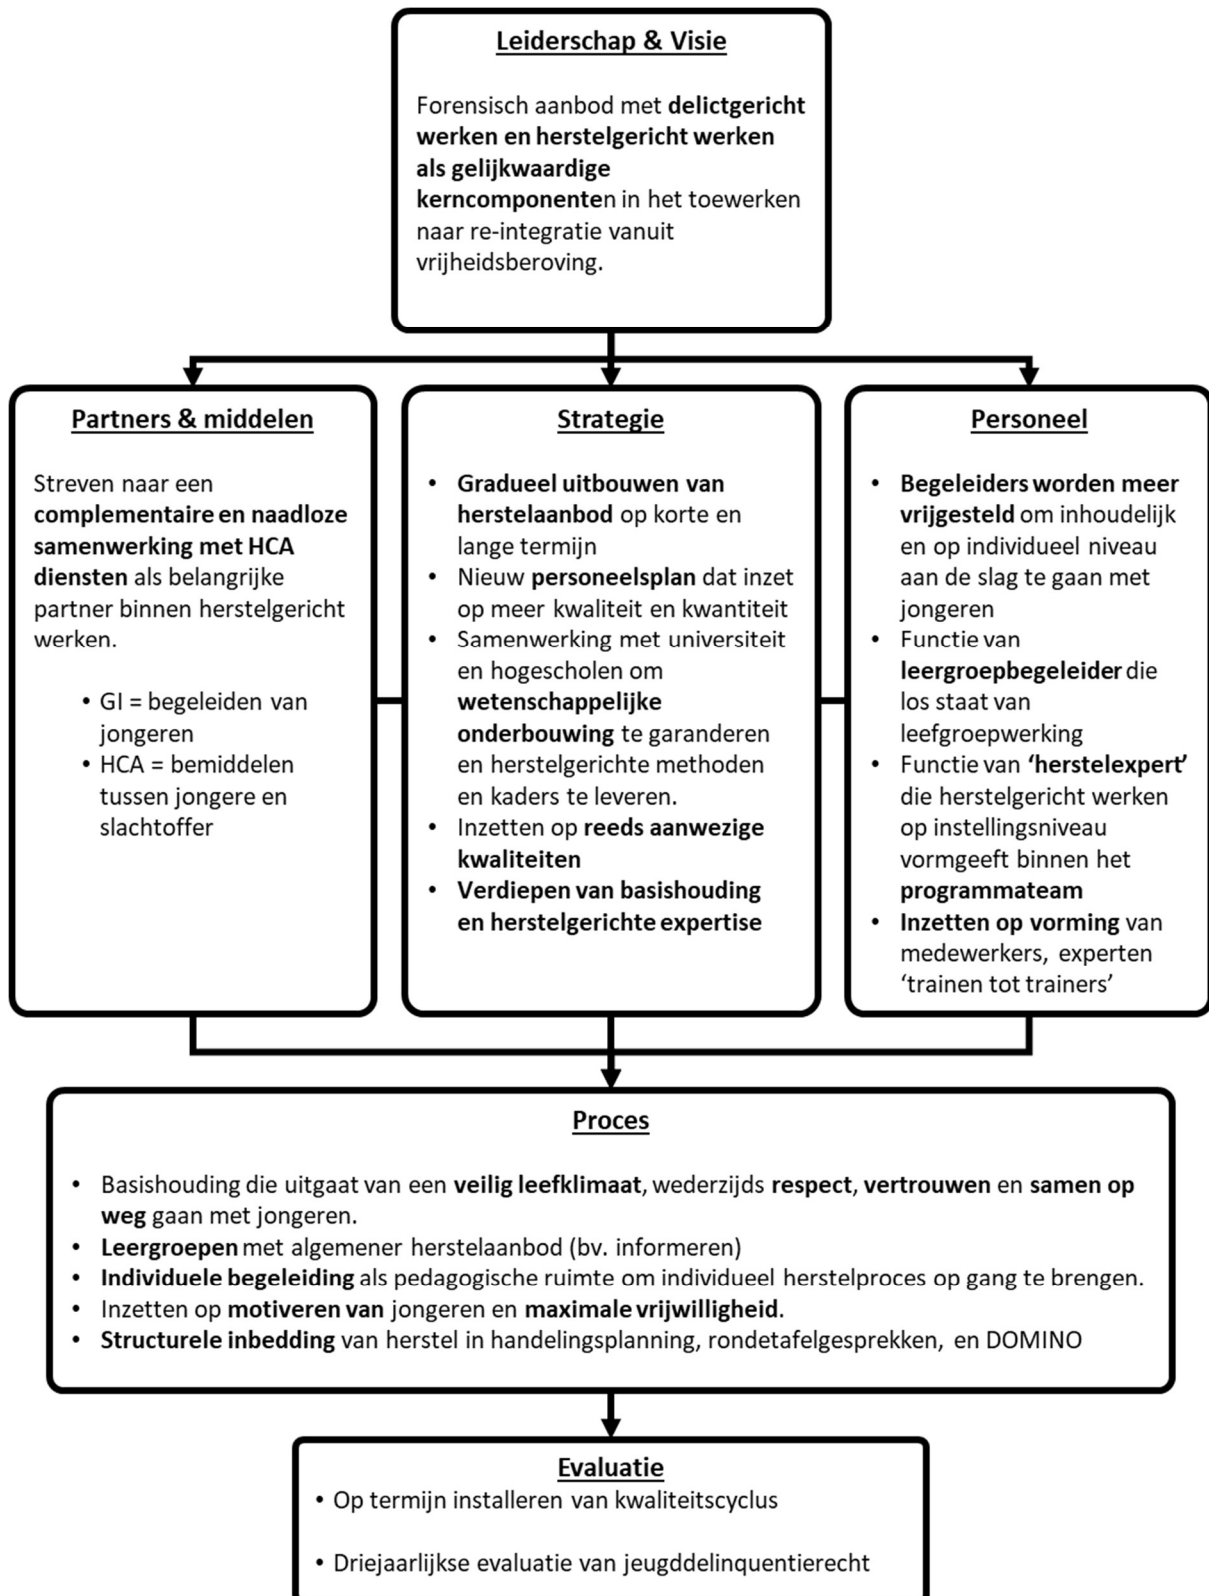 Leiderschap & Visie
Forensisch aanbod met delictgericht
werken en herstelgericht werken
als gelijkwaardige
kerncomponenten in het toewerken
naar re-integratie vanuit
vrijheidsberoving.
Partners & middelen
Streven naar een
complementaire en naadloze
samenwerking met HCA
diensten als belangrijke
partner binnen herstelgericht
werken.
• GI = begeleiden van
jongeren
• HCA = bemiddelen
tussen jongere en
slachtoffer
Strategie
• Gradueel uitbouwen van
herstelaanbod op korte en
lange termijn
• Nieuw personeelsplan dat inzet
op meer kwaliteit en kwantiteit
• Samenwerking met universiteit
en hogescholen om
wetenschappelijke
onderbouwing te garanderen
en herstelgerichte methoden
en kaders te leveren.
• Inzetten op reeds aanwezige
kwaliteiten
• Verdiepen van basishouding
en herstelgerichte expertise
Personeel
• Begeleiders worden meer
vrijgesteld om inhoudelijk
en op individueel niveau
aan de slag te gaan met
jongeren
• Functie van
leergroepbegeleider die
los staat van
leefgroepwerking
• Functie van ‘herstelexpert’
die herstelgericht werken
op instellingsniveau
vormgeeft binnen het
programmateam
• Inzetten op vorming van
medewerkers, experten
‘trainen tot trainers’
Proces
• Basishouding die uitgaat van een veilig leefklimaat, wederzijds respect, vertrouwen en samen op
weg gaan met jongeren.
• Leergroepen met algemener herstelaanbod (bv. informeren)
• Individuele begeleiding als pedagogische ruimte om individueel herstelproces op gang te brengen.
• Inzetten op motiveren van jongeren en maximale vrijwilligheid.
• Structurele inbedding van herstel in handelingsplanning, rondetafelgesprekken, en DOMINO
Evaluatie
• Op termijn installeren van kwaliteitscyclus
• Driejaarlijkse evaluatie van jeugddelinquentierecht